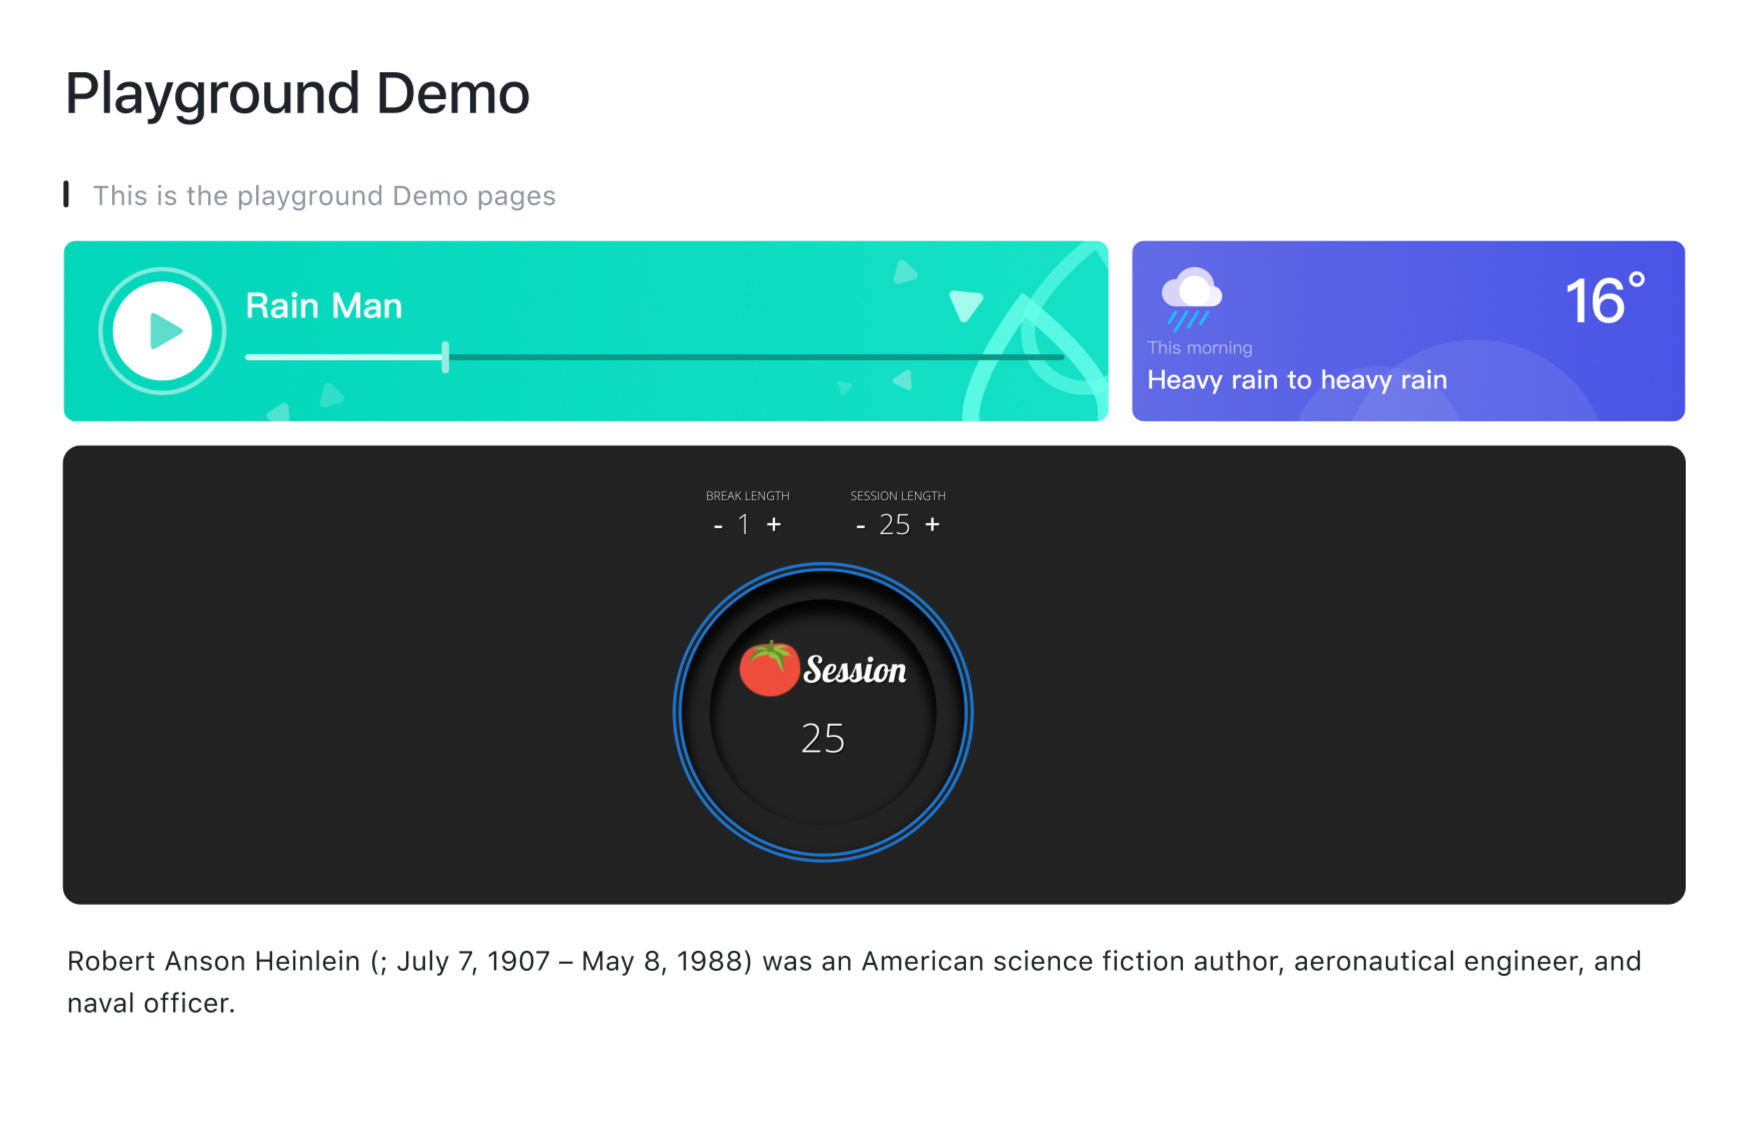 Playground Demo
This is the playground Demo pages
Rain Man
16°
This morning
Heavy rain to heavy rain
BREAK LENGTH
- 1 +
SESSION LENGTH
- 25 +
Session
25
Robert Anson Heinlein (; July 7, 1907 – May 8, 1988) was an American science fiction author, aeronautical engineer, and
naval officer.